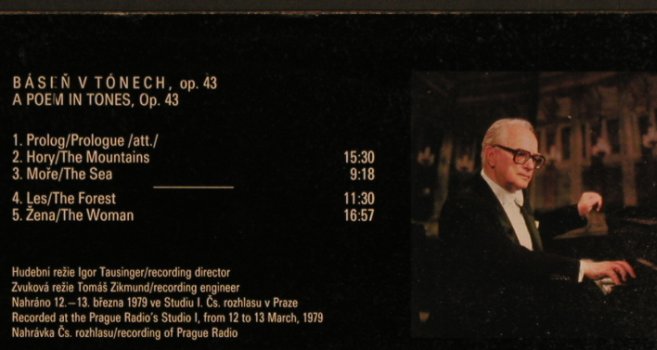 BÁSEŇ V TÓNECH, op. 43
A POEM IN TONES, Op. 43
1. Prolog/Prologue /att./
2. Hory/The Mountains 15:30
3. Moře/The Sea 9:18
4. Les/The Forest 11:30
5. Žena/The Woman 16:57
Hudební režie Igor Tausinger/recording director
Zvuková režie Tomáš Zikmund/recording engineer
Nahráno 12.–13. března 1979 ve Studiu I. Čs. rozhlasu v Praze
Recorded at the Prague Radio's Studio I, from 12 to 13 March, 1979
Nahrávka Čs. rozhlasu/recording of Prague Radio